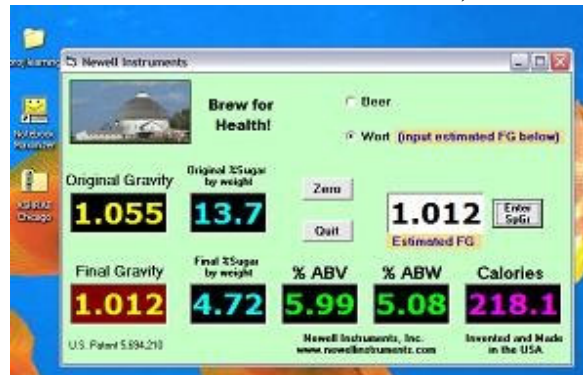 Newell Instruments
Brew for
Health!
Beer
Wort (input estimated FG below)
Original Gravity
Original %Sugar
by weight
Zero
1.055
13.7
Quit
1.012
Enter
SpGr
Estimated FG
Final Gravity
Final %Sugar
by weight
% ABV
% ABW
Calories
1.012
4.72
5.99
5.08
218.1
U.S. Patent 5,694,210
Newell Instruments, Inc.
www.newellinstruments.com
Invented and Made
in the USA
Chicago